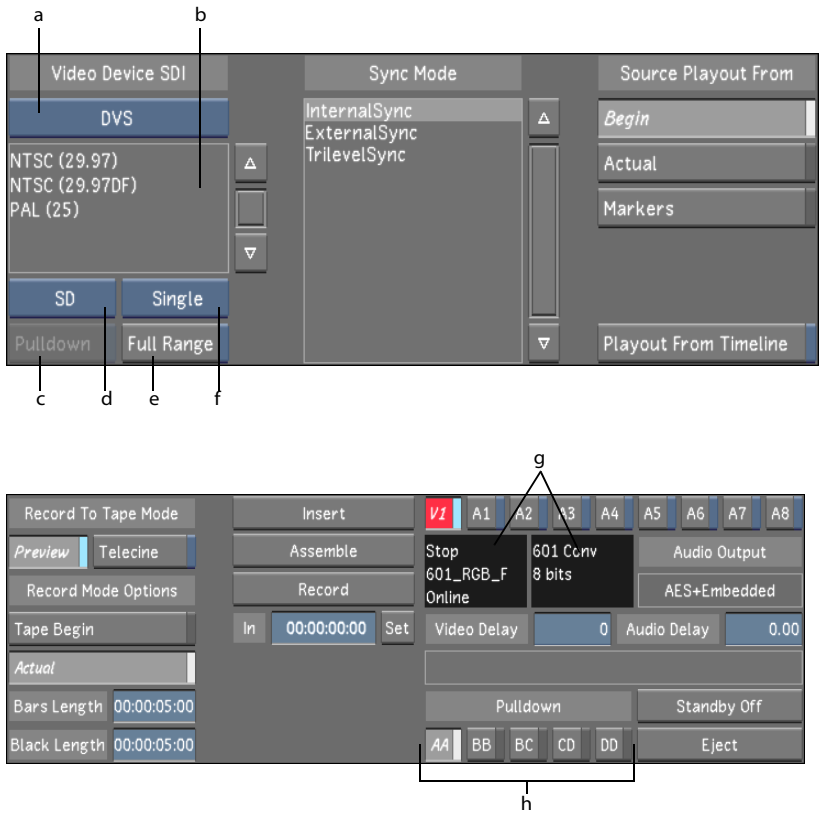 a
b
Video Device SDI
Sync Mode
Source Playout From
DVS
InternalSync
ExternalSync
TrilevelSync
Begin
Actual
Markers
NTSC (29.97)
NTSC (29.97DF)
PAL (25)
SD
Single
Pulldown
Full Range
Playout From Timeline
c
d
e
f
g
Record To Tape Mode
Insert
V1
A1
A2
A3
A4
A5
A6
A7
A8
Preview
Telecine
Assemble
Stop
601_RGB_F
Online
601 Conv
8 bits
Audio Output
Record Mode Options
Record
AES+Embedded
Tape Begin
In
00:00:00:00
Set
Video Delay
0
Audio Delay
0.00
Actual
Bars Length
00:00:05:00
Pulldown
Standby Off
Black Length
00:00:05:00
AA
BB
BC
CD
DD
Eject
h